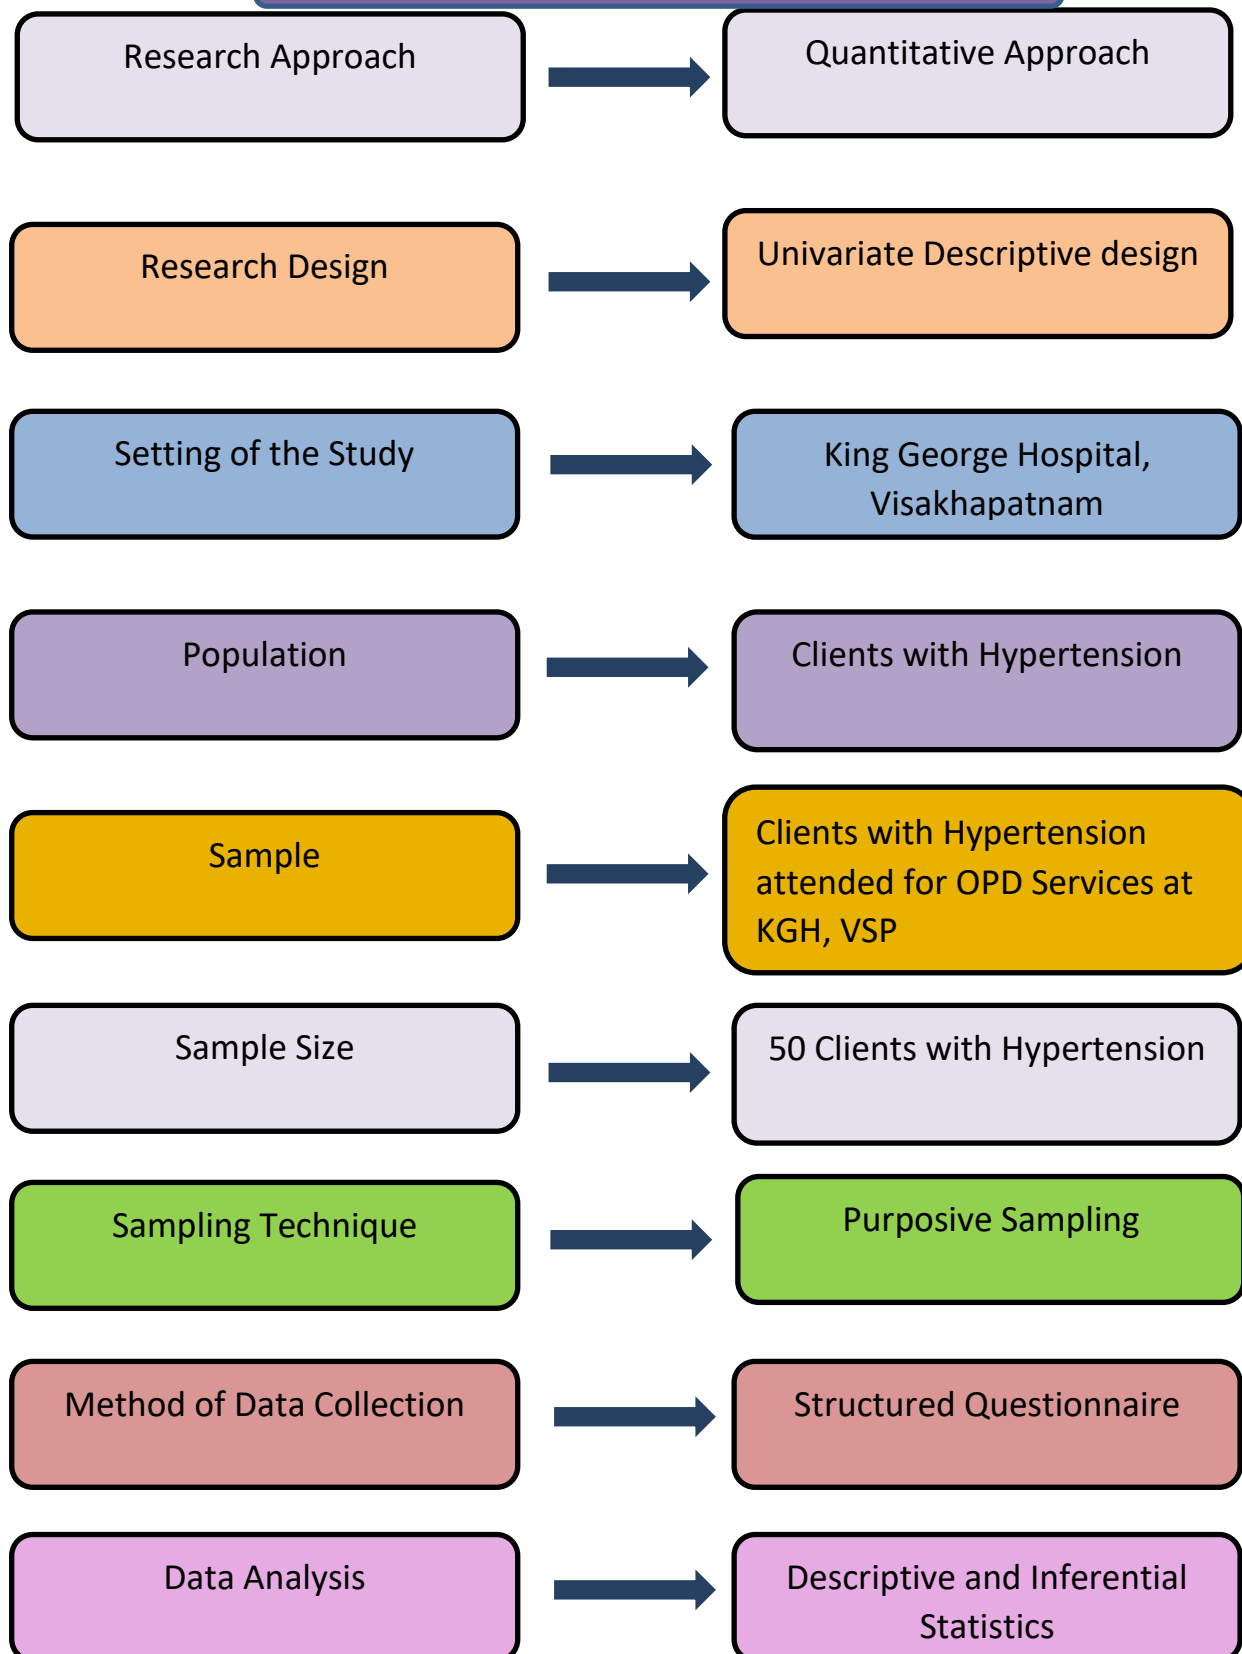 Research Approach
Quantitative Approach
Research Design
Univariate Descriptive design
Setting of the Study
King George Hospital,
Visakhapatnam
Population
Clients with Hypertension
Sample
Clients with Hypertension
attended for OPD Services at
KGH, VSP
Sample Size
50 Clients with Hypertension
Sampling Technique
Purposive Sampling
Method of Data Collection
Structured Questionnaire
Data Analysis
Descriptive and Inferential
Statistics